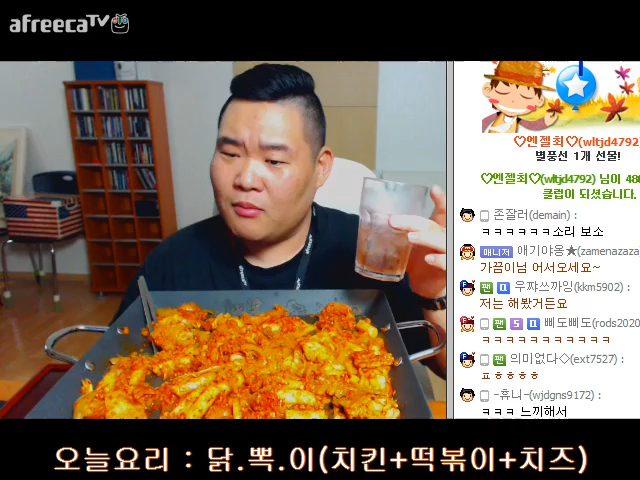 afreecaTV
♡엔젤최♡(wltjd4792)
별풍선 1개 선물!
♡엔젤최♡(wltjd4792) 님이 480
클럽이 되셨습니다.
존잘러(demain) :
ㅋㅋㅋㅋㅋㅋ소리 보소
매니저 애기야옹★(zamenazaza
가끔이님 어서오세요~
팬 우쨔쓰까잉(kkm5902) :
저는 해봤거든요
팬 S 삐도삐도(rods2020
ㅋㅋㅋㅋㅋㅋㅋㅋㅋㅋ
팬 의미없다◇(ext7527) :
ㅍㅎㅎㅎㅎ
-휴니-(wjdgns9172) :
ㅋㅋㅋ 느끼해서
오늘요리 : 닭.뽁.이(치킨+떡볶이+치즈)